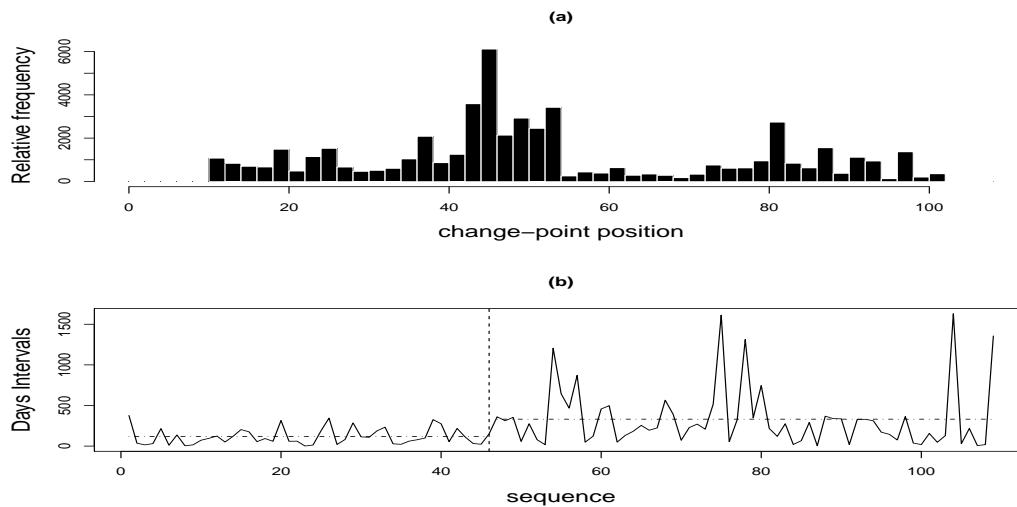 (a)
Relative frequency
6000
4000
2000
0
0 20 40 60 80 100
change−point position
(b)
Days Intervals
1500
1000
500
0
0 20 40 60 80 100
sequence